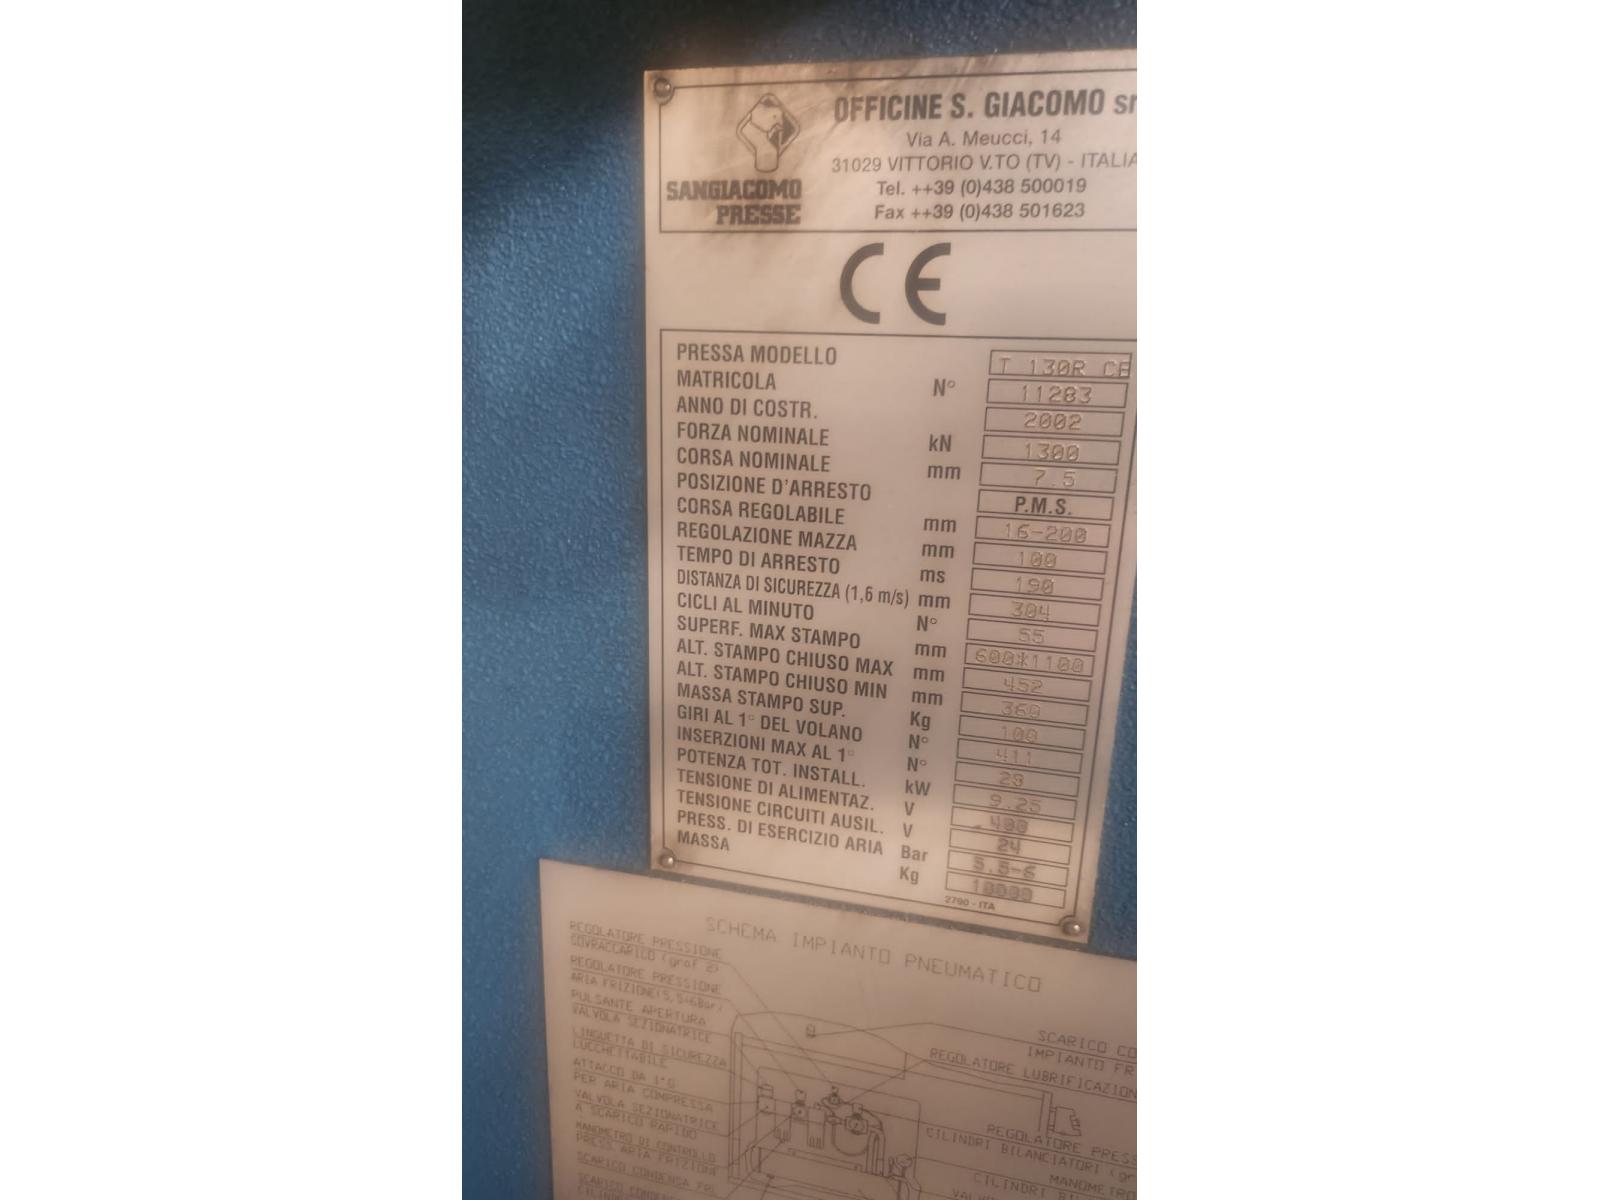 OFFICINE S. GIACOMO sr
Via A. Meucci, 14
31029 VITTORIO V.TO (TV) - ITALIA
Tel. ++39 (0)438 500019
Fax ++39 (0)438 501623
SANGIACOMO
PRESSE
CE
PRESSA MODELLO T 130R CE
MATRICOLA N° 11283
ANNO DI COSTR. 2002
FORZA NOMINALE kN 1300
CORSA NOMINALE mm 7.5
POSIZIONE D'ARRESTO P.M.S.
CORSA REGOLABILE mm 16-200
REGOLAZIONE MAZZA mm 100
TEMPO DI ARRESTO ms 190
DISTANZA DI SICUREZZA (1,6 m/s) mm 304
CICLI AL MINUTO N° 55
SUPERF. MAX STAMPO mm 600*1100
ALT. STAMPO CHIUSO MAX mm 452
ALT. STAMPO CHIUSO MIN mm 360
MASSA STAMPO SUP. Kg 100
GIRI AL 1° DEL VOLANO N° 411
INSERZIONI MAX AL 1° N°
POTENZA TOT. INSTALL. kW 9.25
TENSIONE DI ALIMENTAZ. V 400
TENSIONE CIRCUITI AUSIL. V 24
PRESS. DI ESERCIZIO ARIA Bar 5.5-6
MASSA Kg 10000
2790 - ITA
SCHEMA IMPIANTO PNEUMATICO
REGOLATORE PRESSIONE
SOVRACCARICO (graf 2)
REGOLATORE PRESSIONE
ARIA FRIZIONE(5,5÷6Bar)
PULSANTE APERTURA
VALVOLA SEZIONATRICE
LINGUETTA DI SICUREZZA
LUCCHETTABILE
ATTACCO DA 1"G
PER ARIA COMPRESSA
VALVOLA SEZIONATRICE
A SCARICO RAPIDO
MANOMETRO DI CONTROLLO
PRESS.ARIA FRIZIONE
SCARICO CONDENSA FRL
SCARICO CO
IMPIANTO FR
REGOLATORE LUBRIFICAZION
REGOLATORE PRESS
CILINDRI BILANCIATORI (gr
MANOMETRO
CILINDRI